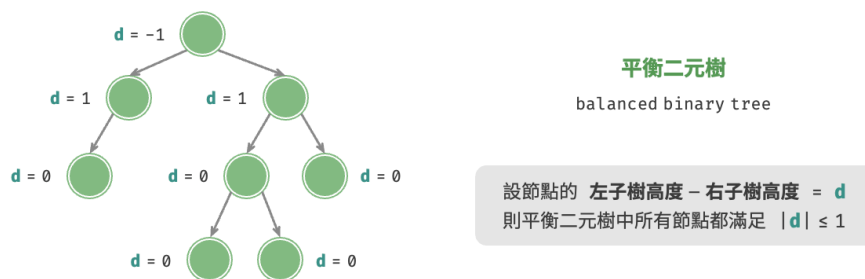 d = -1
d = 1
d = 1
d = 0
d = 0
d = 0
d = 0
d = 0
平衡二元樹
balanced binary tree
設節點的 左子樹高度 – 右子樹高度 = d
則平衡二元樹中所有節點都滿足 |d| ≤ 1